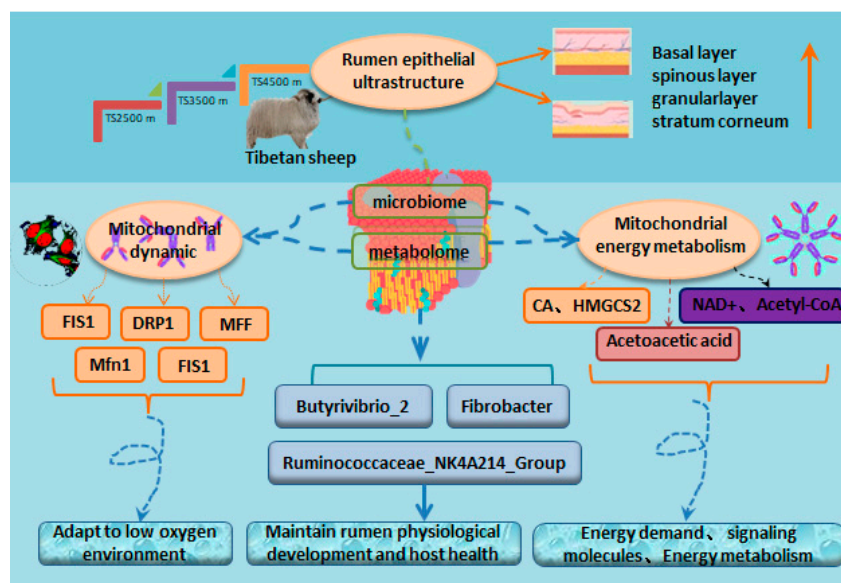 Rumen epithelial
ultrastructure
TS4500 m
TS3500 m
TS2500 m
Tibetan sheep
Basal layer
spinous layer
granularlayer
stratum corneum
microbiome
metabolome
Mitochondrial
dynamic
Mitochondrial
energy metabolism
FIS1
DRP1
MFF
Mfn1
FIS1
CA、HMGCS2
NAD+、Acetyl-CoA
Acetoacetic acid
Butyrivibrio_2
Fibrobacter
Ruminococcaceae_NK4A214_Group
Adapt to low oxygen
environment
Maintain rumen physiological
development and host health
Energy demand、signaling
molecules、Energy metabolism